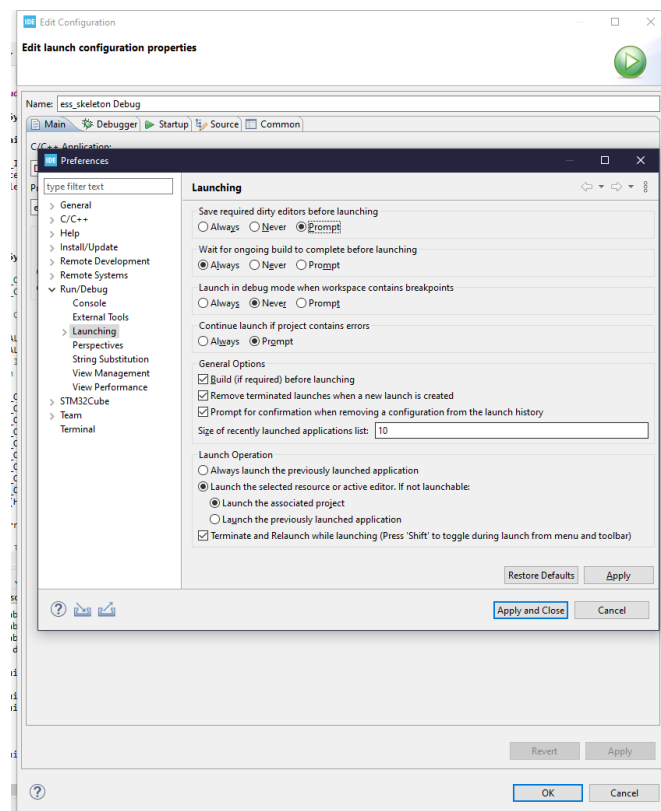 IDE Edit Configuration
Edit launch configuration properties
Name: ess_skeleton Debug
Main Debugger Startup Source Common
C/C++ Application:
IDE Preferences
type filter text
General
C/C++
Help
Install/Update
Remote Development
Remote Systems
Run/Debug
Console
External Tools
Launching
Perspectives
String Substitution
View Management
View Performance
STM32Cube
Team
Terminal
Launching
Save required dirty editors before launching
Always Never Prompt
Wait for ongoing build to complete before launching
Always Never Prompt
Launch in debug mode when workspace contains breakpoints
Always Never Prompt
Continue launch if project contains errors
Always Prompt
General Options
Build (if required) before launching
Remove terminated launches when a new launch is created
Prompt for confirmation when removing a configuration from the launch history
Size of recently launched applications list: 10
Launch Operation
Always launch the previously launched application
Launch the selected resource or active editor. If not launchable:
Launch the associated project
Launch the previously launched application
Terminate and Relaunch while launching (Press 'Shift' to toggle during launch from menu and toolbar)
Restore Defaults Apply
Apply and Close Cancel
Revert Apply
OK Cancel